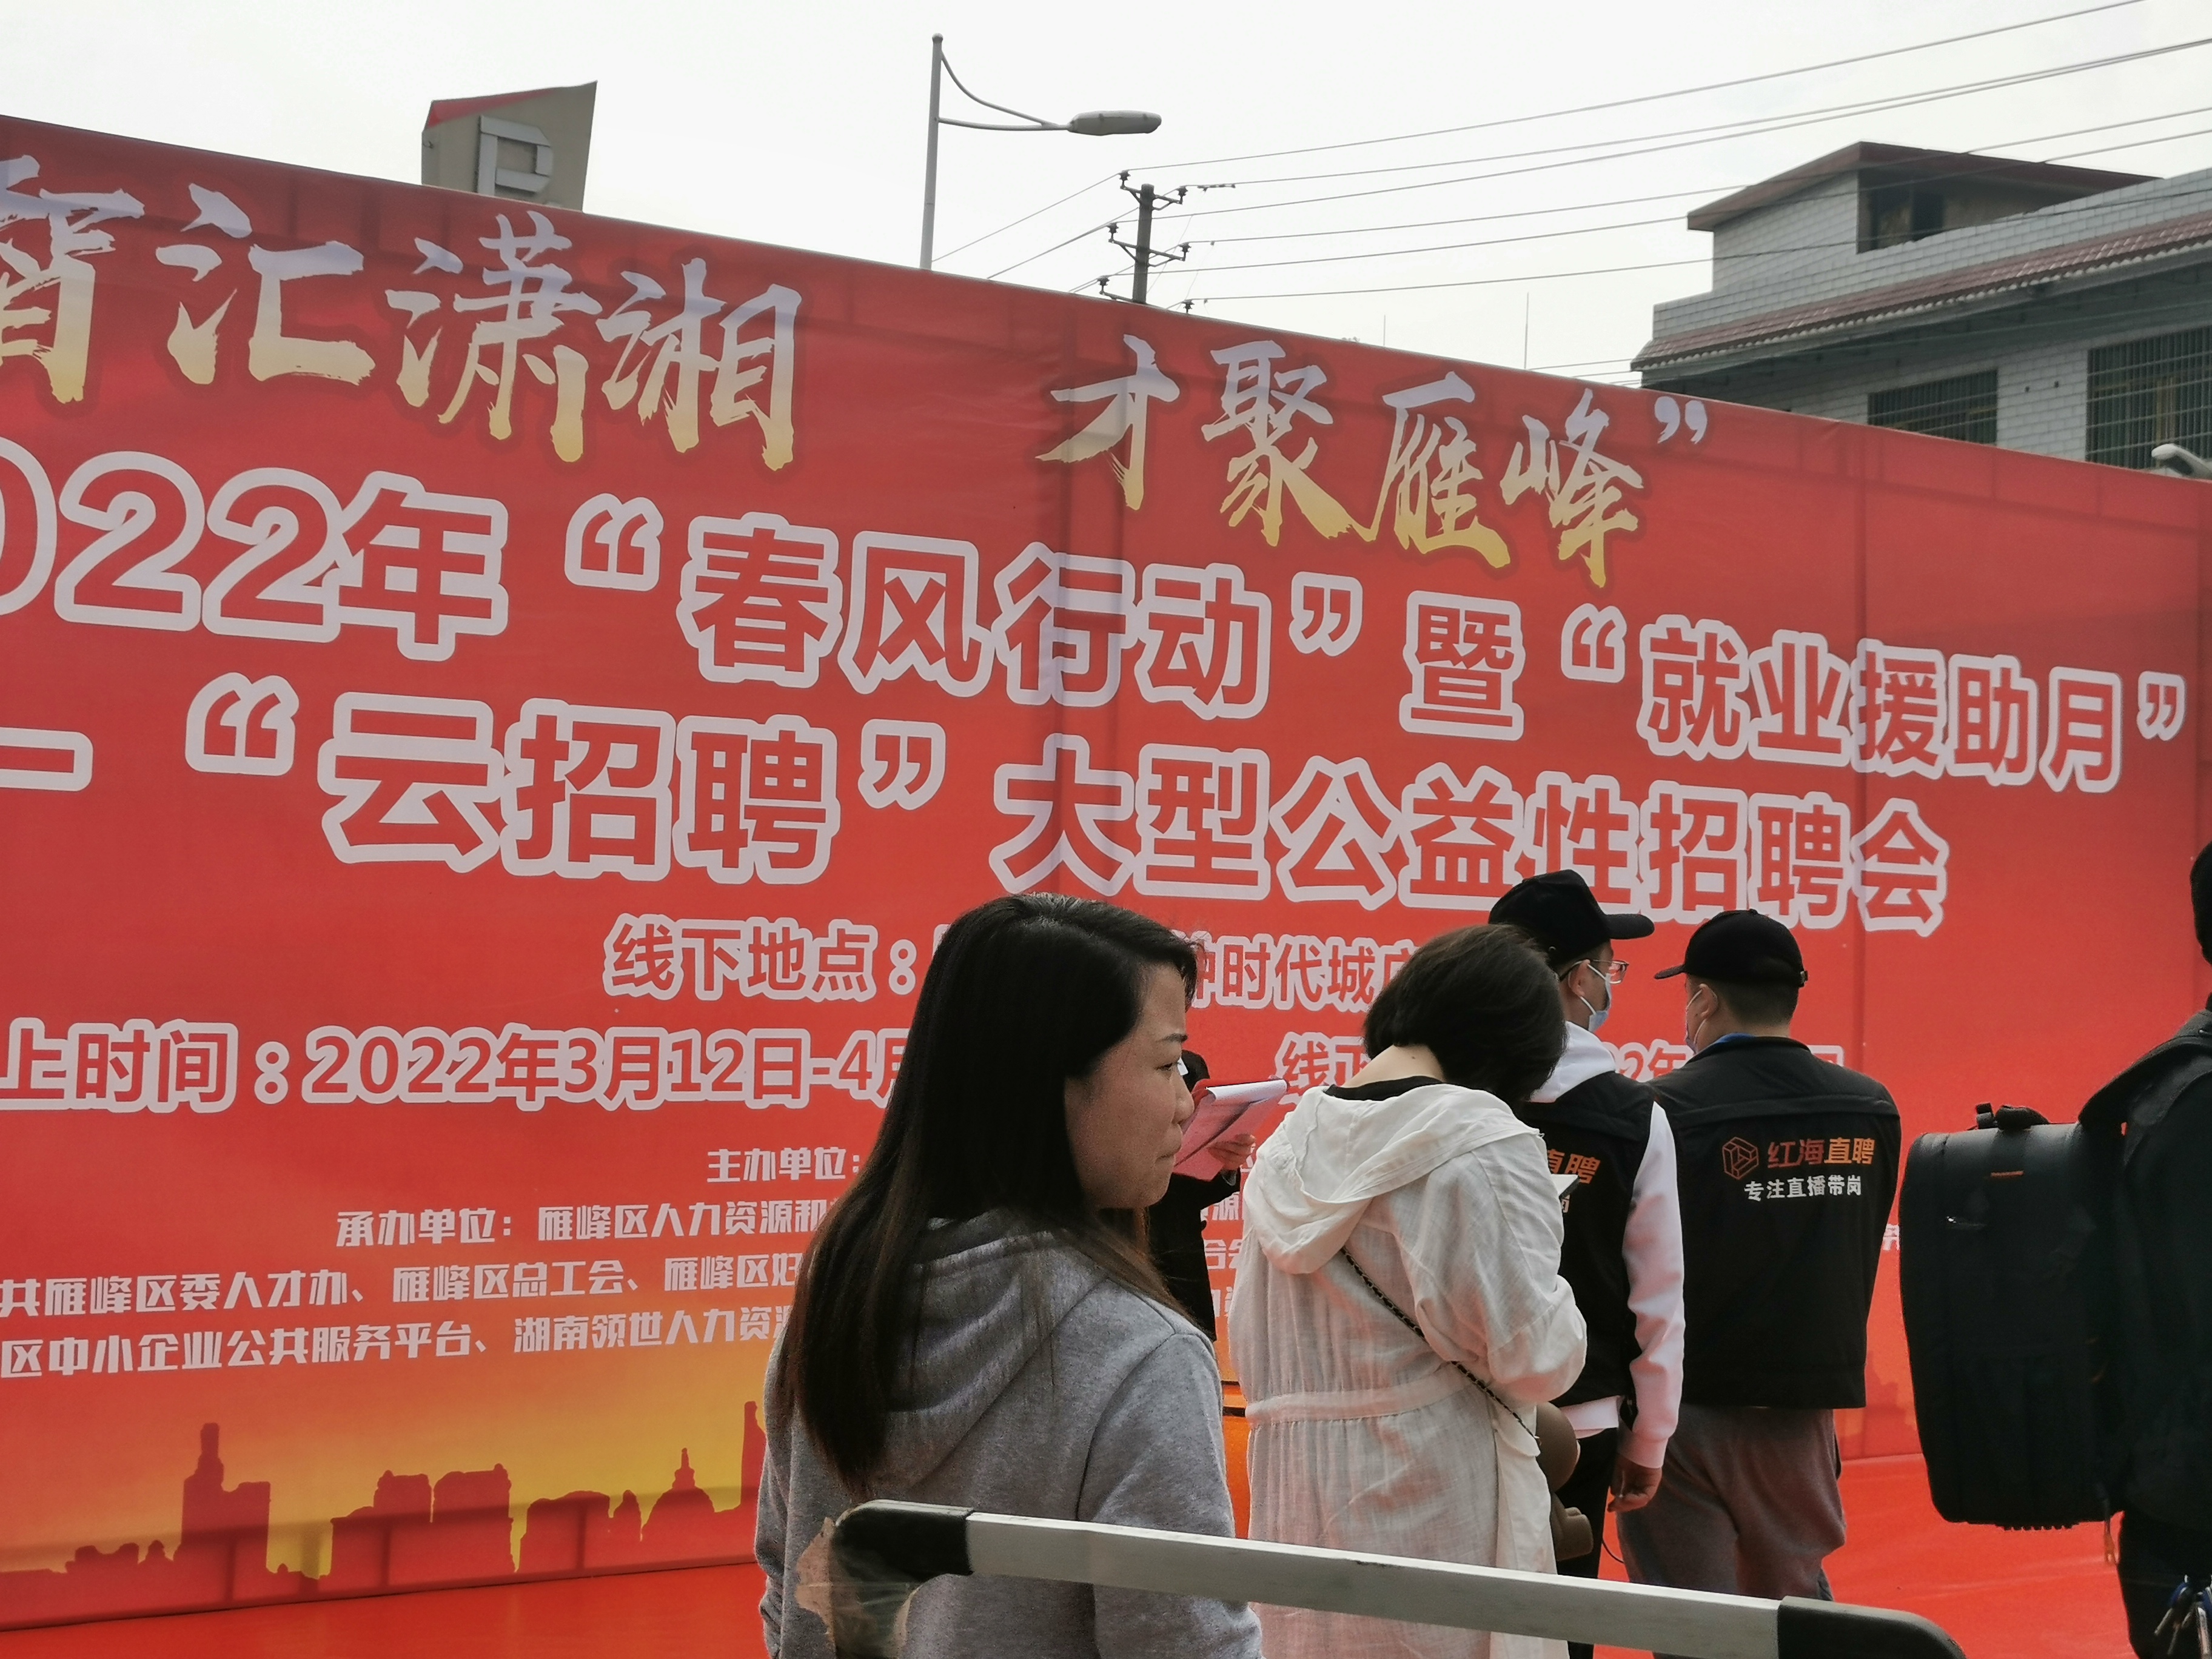 P
汇潇湘 才聚雁峰”
022年“春风行动”暨“就业援助月”
“云招聘”大型公益性招聘会
线下地点：
时代城
上时间：2022年3月12日-4月
线下
主办单位：
承办单位：雁峰区人力资源和
共雁峰区委人才办、雁峰区总工会、雁峰区妇
区中小企业公共服务平台、湖南领世人力资源
直聘
红海直聘
专注直播带岗